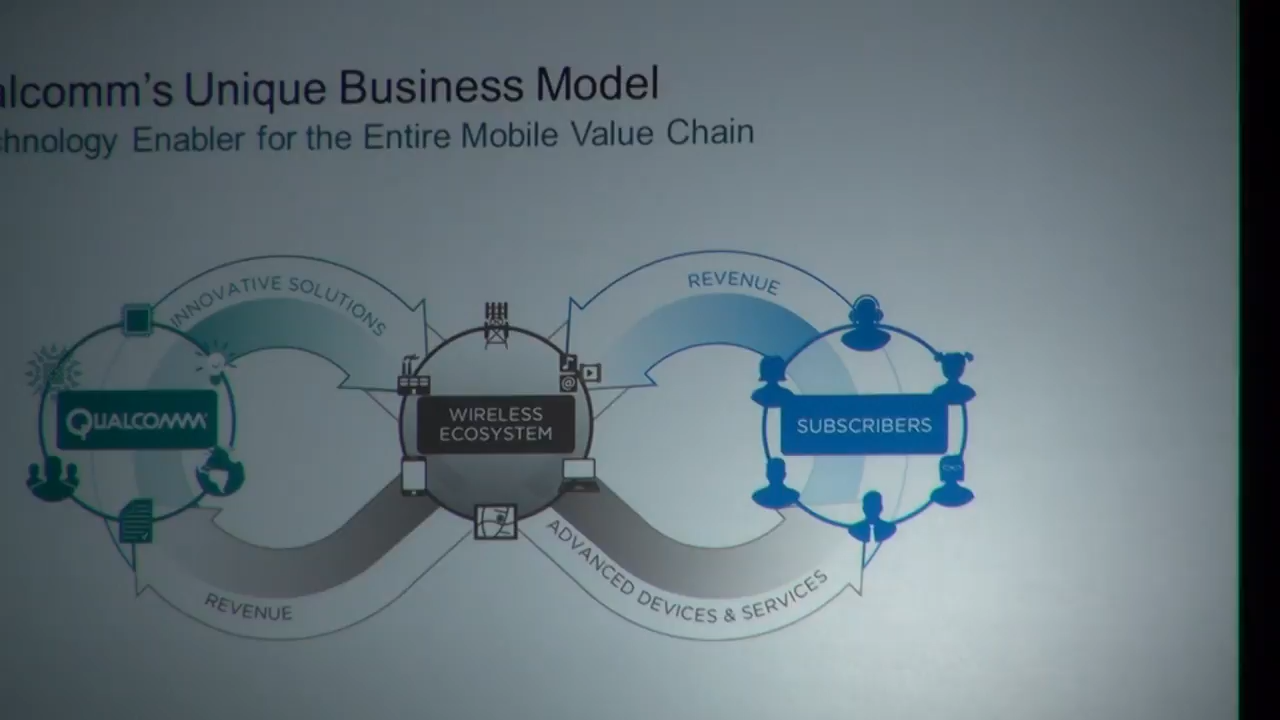 alcomm's Unique Business Model
chnology Enabler for the Entire Mobile Value Chain
INNOVATIVE SOLUTIONS
REVENUE
QUALCOMM
WIRELESS
ECOSYSTEM
SUBSCRIBERS
@
REVENUE
ADVANCED DEVICES & SERVICES